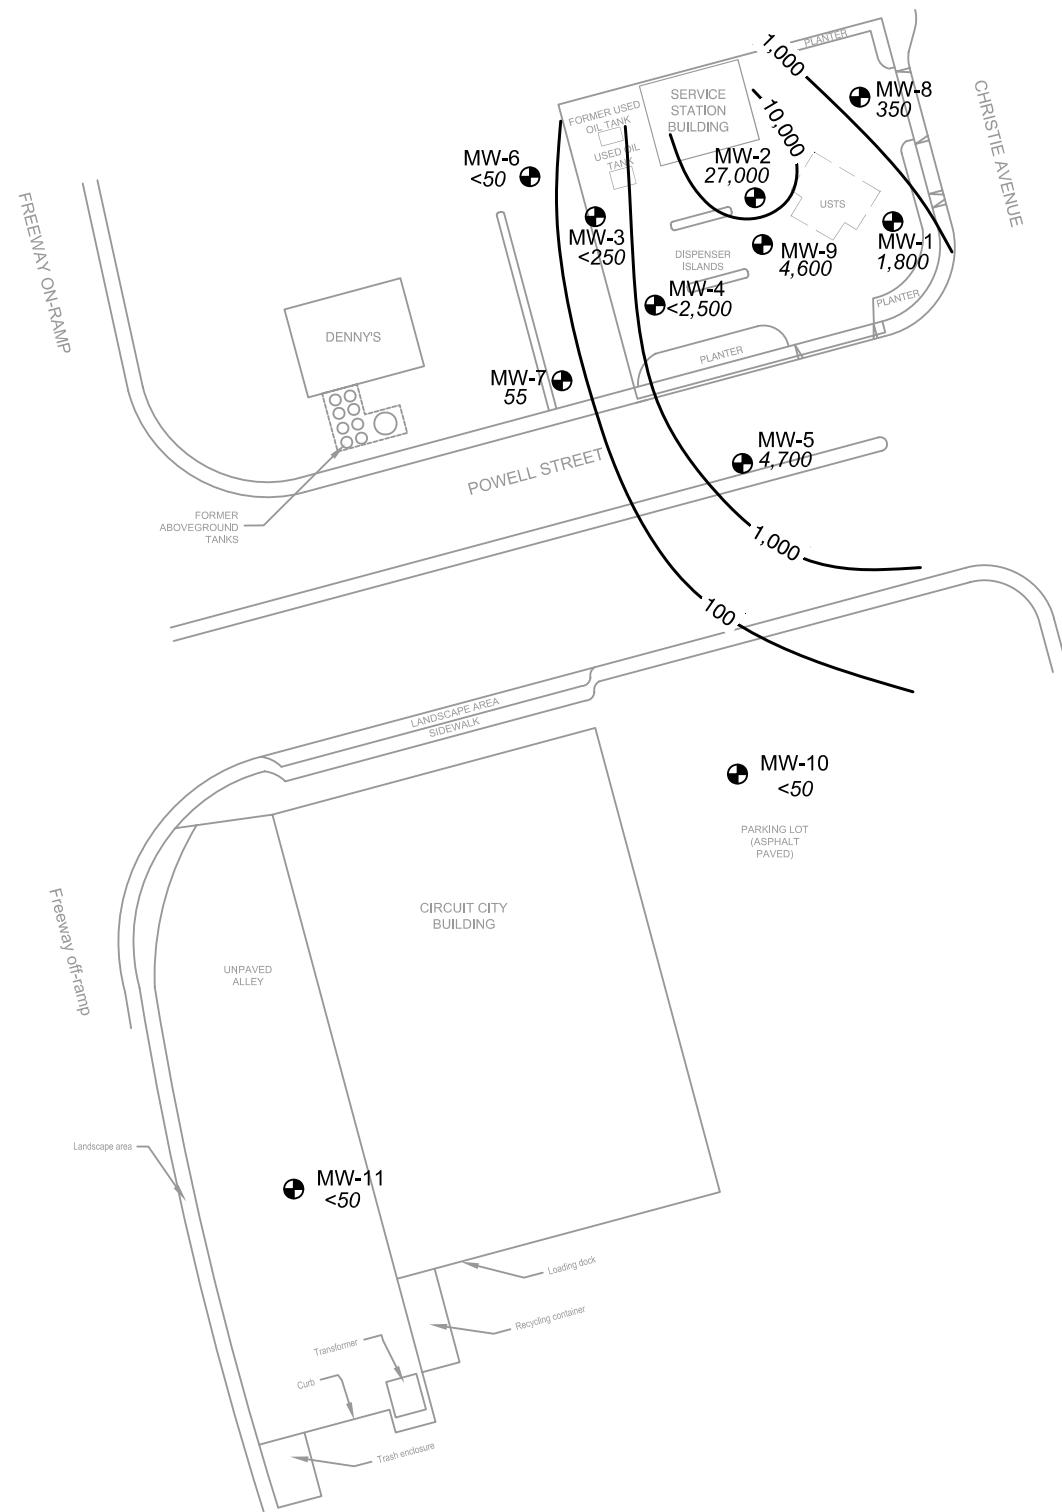 PLANTER
1,000
MW-8
350
CHRISTIE AVENUE
SERVICE
STATION
BUILDING
10,000
FORMER USED
OIL TANK
USED OIL
TANK
MW-2
27,000
MW-6
<50
USTS
FREEWAY ON-RAMP
MW-3
<250
MW-1
1,800
MW-9
4,600
DISPENSER
ISLANDS
MW-4
<2,500
PLANTER
DENNY'S
PLANTER
MW-7
55
MW-5
4,700
POWELL STREET
FORMER
ABOVEGROUND
TANKS
1,000
100
LANDSCAPE AREA
SIDEWALK
MW-10
<50
PARKING LOT
(ASPHALT
PAVED)
CIRCUIT CITY
BUILDING
Freeway off-ramp
UNPAVED
ALLEY
Landscape area
MW-11
<50
Loading dock
Recycling container
Transformer
Curb
Trash enclosure